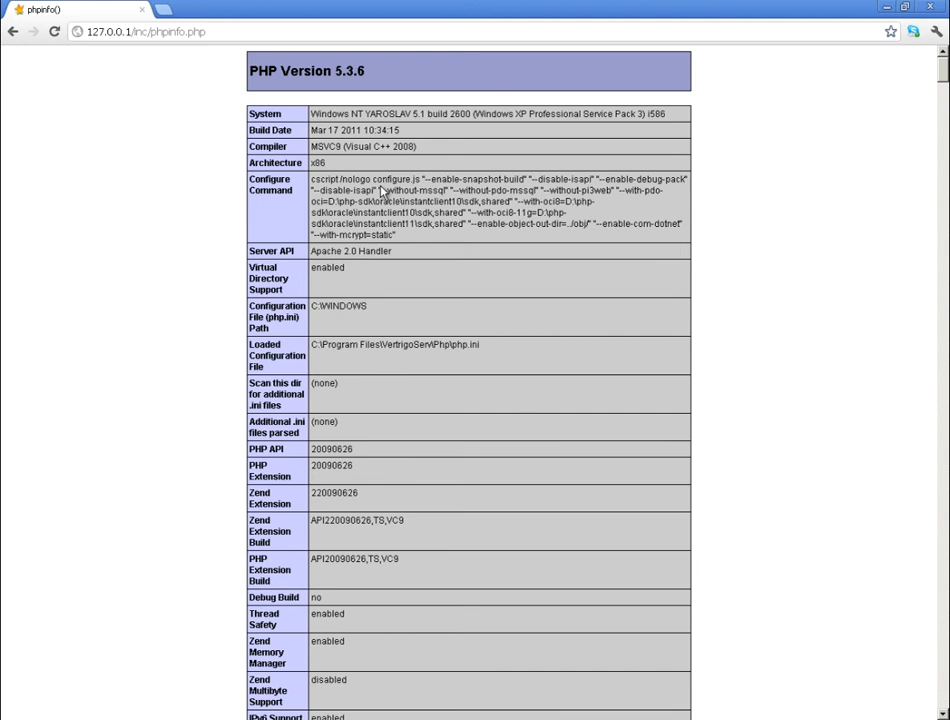 phpinfo()
127.0.0.1/inc/phpinfo.php
PHP Version 5.3.6
System Windows NT YAROSLAV 5.1 build 2600 (Windows XP Professional Service Pack 3) i586
Build Date Mar 17 2011 10:34:15
Compiler MSVC9 (Visual C++ 2008)
Architecture x86
Configure Command
cscript /nologo configure.js "--enable-snapshot-build" "--disable-isapi" "--enable-debug-pack"
"--disable-isapi" "--without-mssql" "--without-pdo-mssql" "--without-pi3web" "--with-pdo-
oci=D:\php-sdk\oracle\instantclient10\sdk,shared" "--with-oci8=D:\php-
sdk\oracle\instantclient10\sdk,shared" "--with-oci8-11g=D:\php-
sdk\oracle\instantclient11\sdk,shared" "--enable-object-out-dir=../obj/" "--enable-com-dotnet"
"--with-mcrypt=static"
Server API Apache 2.0 Handler
Virtual Directory Support enabled
Configuration File (php.ini) Path C:\WINDOWS
Loaded Configuration File C:\Program Files\VertrigoServ\Php\php.ini
Scan this dir for additional .ini files (none)
Additional .ini files parsed (none)
PHP API 20090626
PHP Extension 20090626
Zend Extension 220090626
Zend Extension Build API220090626,TS,VC9
PHP Extension Build API20090626,TS,VC9
Debug Build no
Thread Safety enabled
Zend Memory Manager enabled
Zend Multibyte Support disabled
IPv6 Support enabled